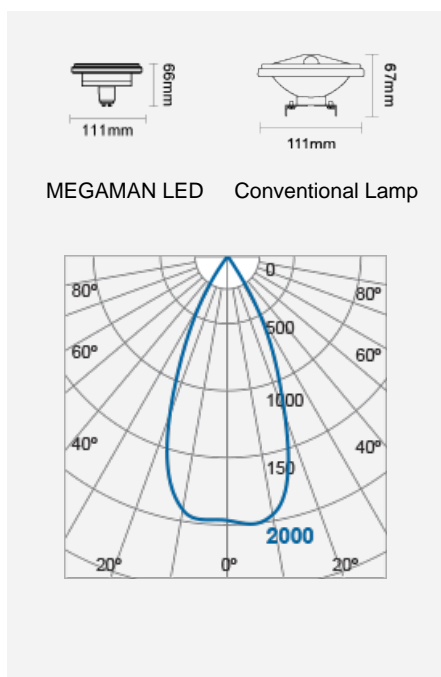 66mm
67mm
111mm
111mm
MEGAMAN LED Conventional Lamp
0
80º 80º
500
60º 60º
1000
40º 40º
150
2000
20º 0º 20º